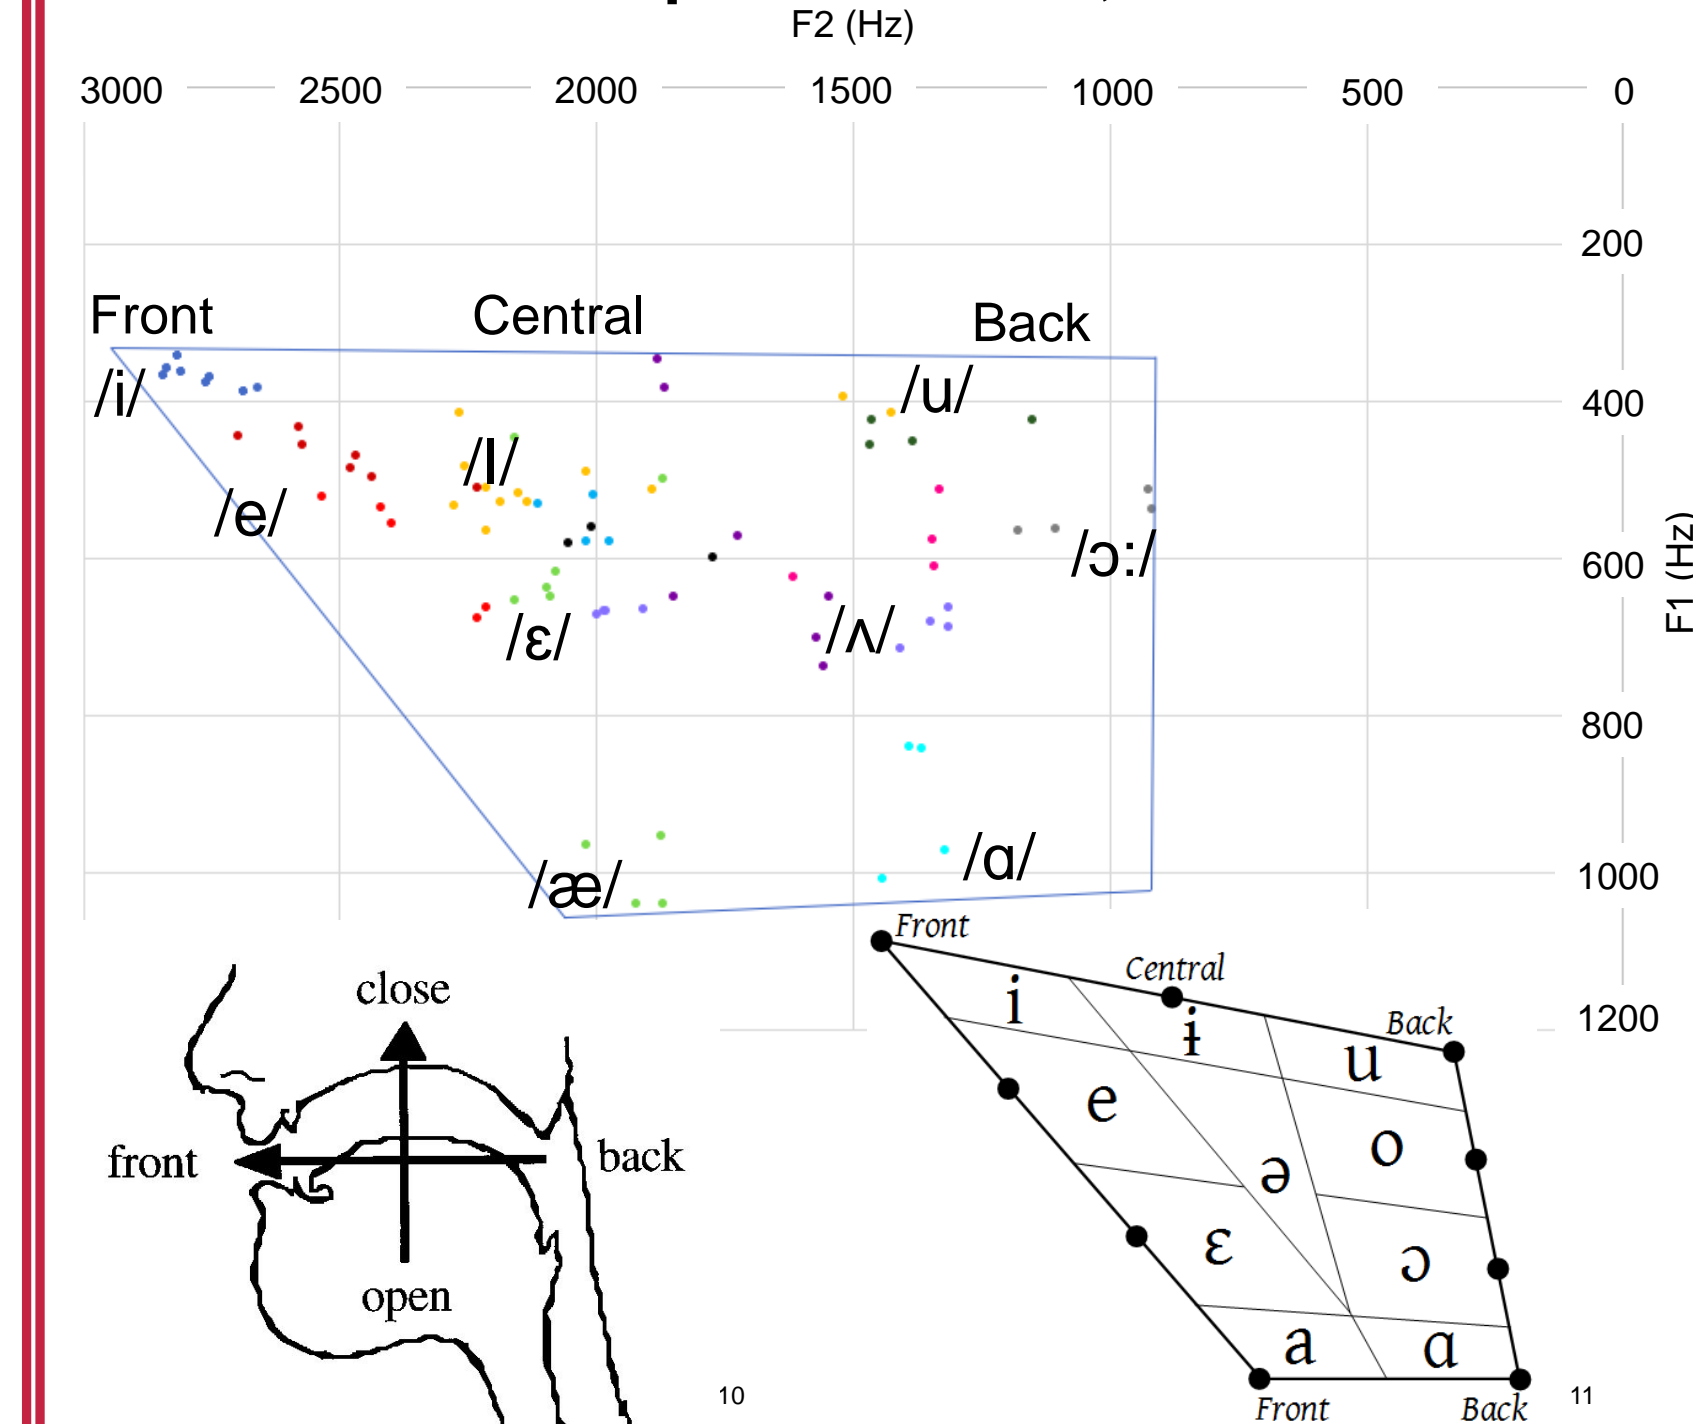 F2 (Hz)
3000 2500 2000 1500 1000 500 0
200
Front Central Back
/i/ /u/ 400
/I/
/e/
/ɔː/ 600
F1 (Hz)
/ɛ/ /ʌ/
800
/æ/ /ɑ/ 1000
Front
close
Central
1200
i ɨ Back
u
e
front back
o
ə
ɛ ɔ
open
a ɑ
10 11
Front Back